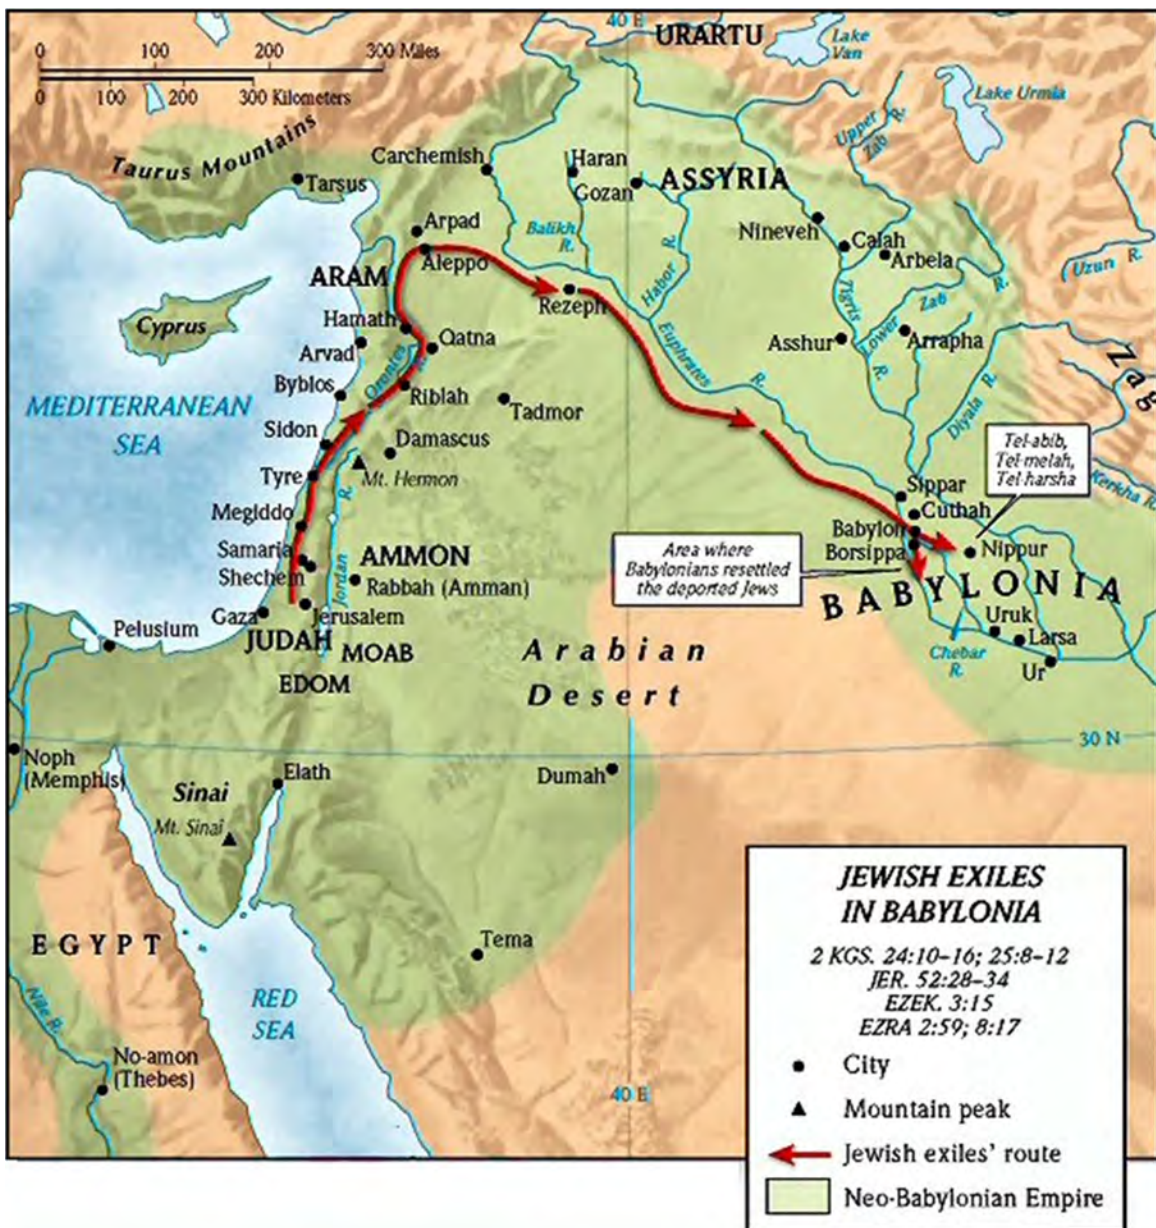 40 E
URARTU
Lake
Van
0 100 200 300 Miles
0 100 200 300 Kilometers
Lake Urmia
Upper
Zab R.
Taurus Mountains
Carchemish
Haran
Gozan
ASSYRIA
Tarsus
Arpad
Balikh
R.
Nineveh
Calah
Arbela
Uzun R.
Aleppo
ARAM
Habor R.
Rezeph
Tigris
R.
Lower Zab
R.
Cyprus
Hamath
Qatna
Arvad
Asshur
Arrapha
Orontes
R.
Euphrates
R.
Zag
Byblos
Riblah
Tadmor
MEDITERRANEAN
SEA
Diyala R.
Sidon
Damascus
Tel-abib,
Tel-melah,
Tel-harsha
Tyre
Mt. Hermon
Kerkha R.
Sippar
Megiddo
Cuthah
Babylon
Borsippa
Nippur
Samaria
Shechem
AMMON
Area where
Babylonians resettled
the deported Jews
Jordan R.
Rabbah (Amman)
BABYLONIA
Gaza
Jerusalem
Uruk
Pelusium
JUDAH
MOAB
Larsa
Chebar
R.
Ur
EDOM
Arabian
Desert
30 N
Noph
(Memphis)
Elath
Dumah
Sinai
Mt. Sinai
JEWISH EXILES
IN BABYLONIA
2 KGS. 24:10–16; 25:8–12
JER. 52:28–34
EZEK. 3:15
EZRA 2:59; 8:17
EGYPT
Tema
RED
SEA
Nile R.
No-amon
(Thebes)
40 E
City
Mountain peak
Jewish exiles' route
Neo-Babylonian Empire